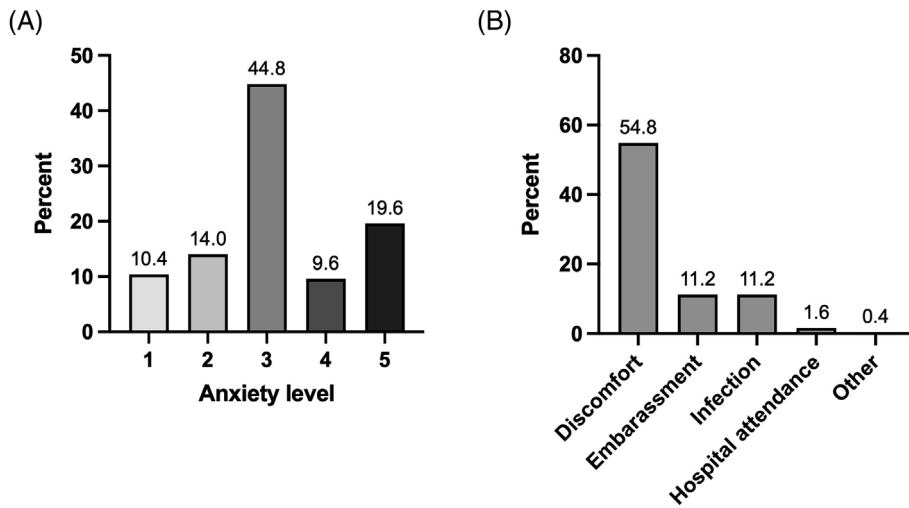 (A)
Percent
50
40
30
20
10
0
10.4
14.0
44.8
9.6
19.6
1
2
3
4
5
Anxiety level
(B)
Percent
80
60
40
20
0
54.8
11.2
11.2
1.6
0.4
Discomfort
Embarassment
Infection
Hospital attendance
Other